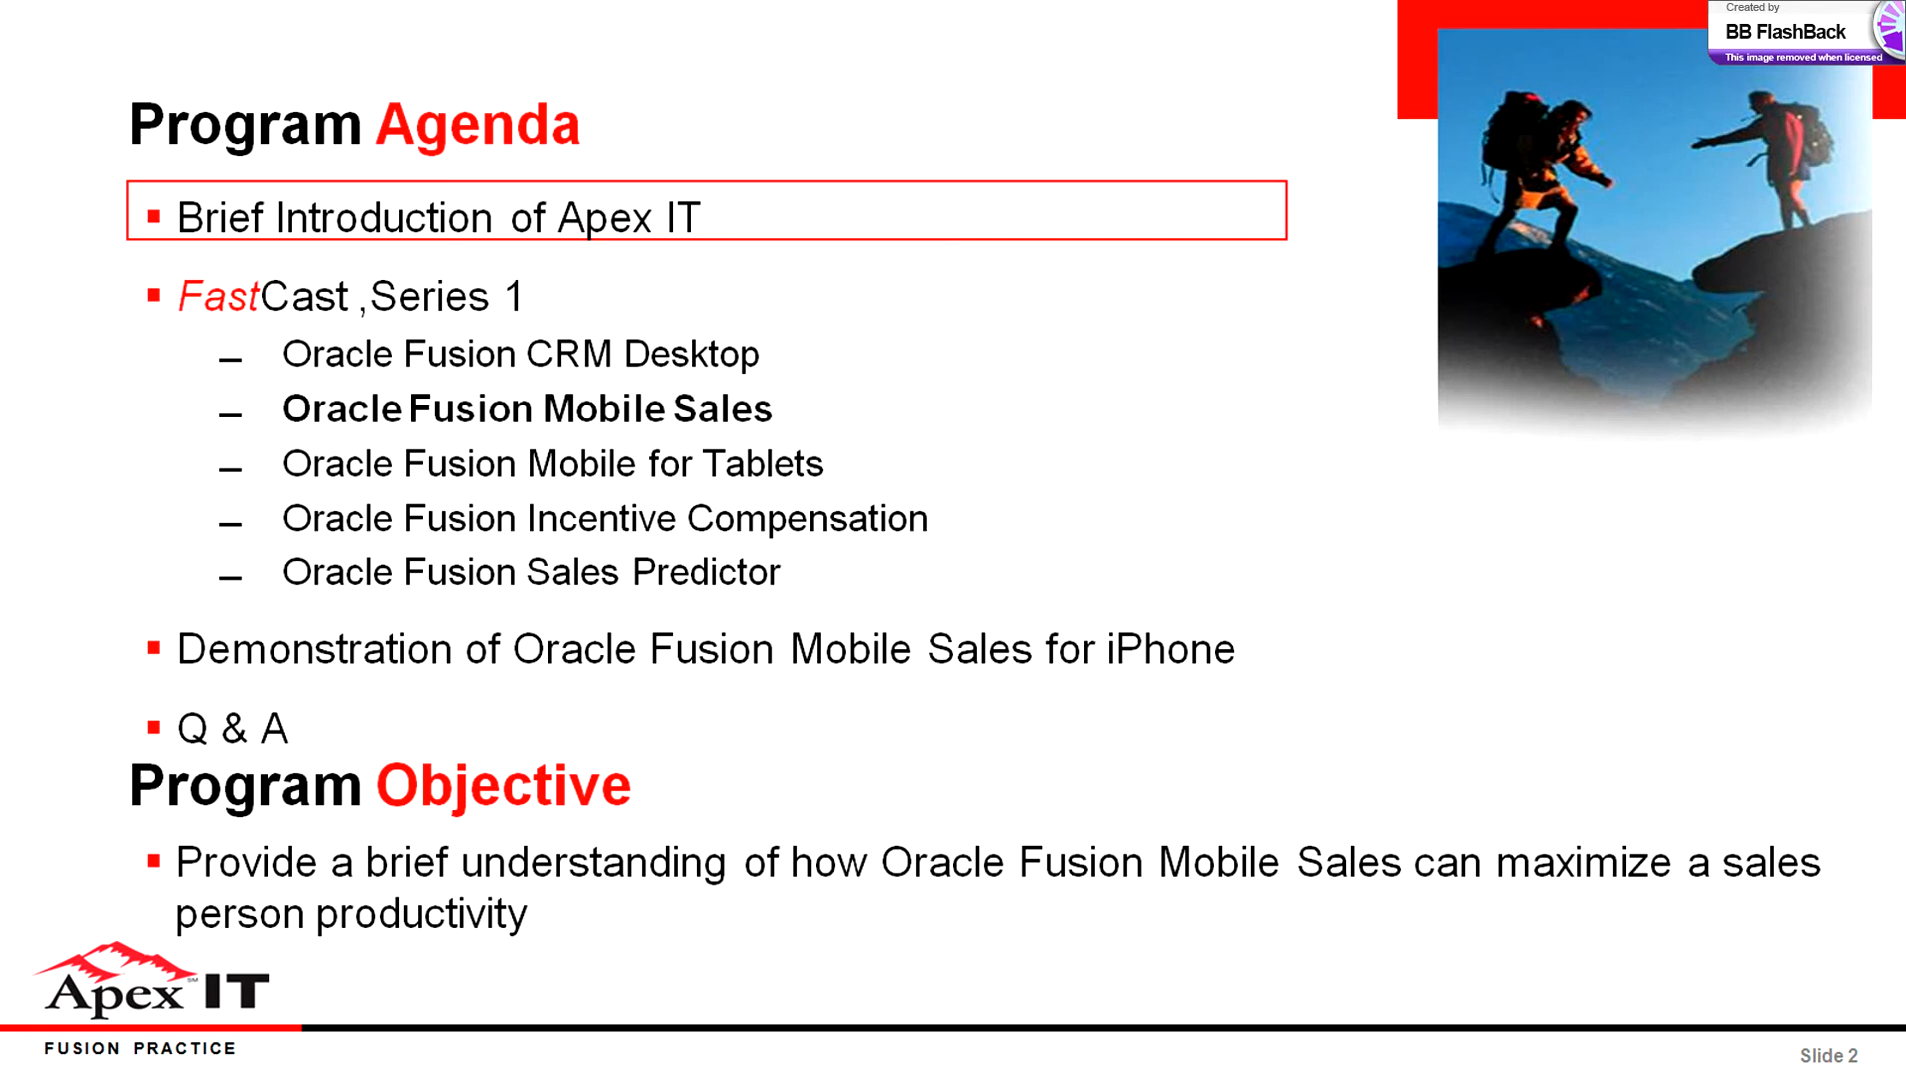 Created by
BB FlashBack
This image removed when licensed
Program Agenda
Brief Introduction of Apex IT
FastCast ,Series 1
– Oracle Fusion CRM Desktop
– Oracle Fusion Mobile Sales
– Oracle Fusion Mobile for Tablets
– Oracle Fusion Incentive Compensation
– Oracle Fusion Sales Predictor
Demonstration of Oracle Fusion Mobile Sales for iPhone
Q & A
Program Objective
Provide a brief understanding of how Oracle Fusion Mobile Sales can maximize a sales
person productivity
Apex IT
FUSION PRACTICE
Slide 2